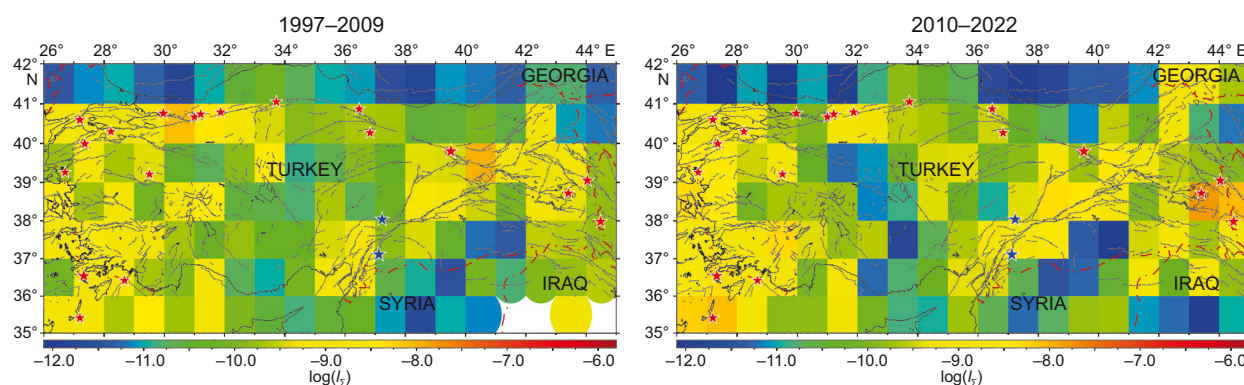 1997–2009
26° 28° 30° 32° 34° 36° 38° 40° 42° 44° E
42°
N
41°
40°
39°
38°
37°
36°
35°
GEORGIA
TURKEY
IRAQ
SYRIA
–12.0 –11.0 –10.0 –9.0 –8.0 –7.0 –6.0
log(I_Σ)
2010–2022
26° 28° 30° 32° 34° 36° 38° 40° 42° 44° E
42°
N
41°
40°
39°
38°
37°
36°
35°
GEORGIA
TURKEY
IRAQ
SYRIA
–12.0 –11.0 –10.0 –9.0 –8.0 –7.0 –6.0
log(I_Σ)